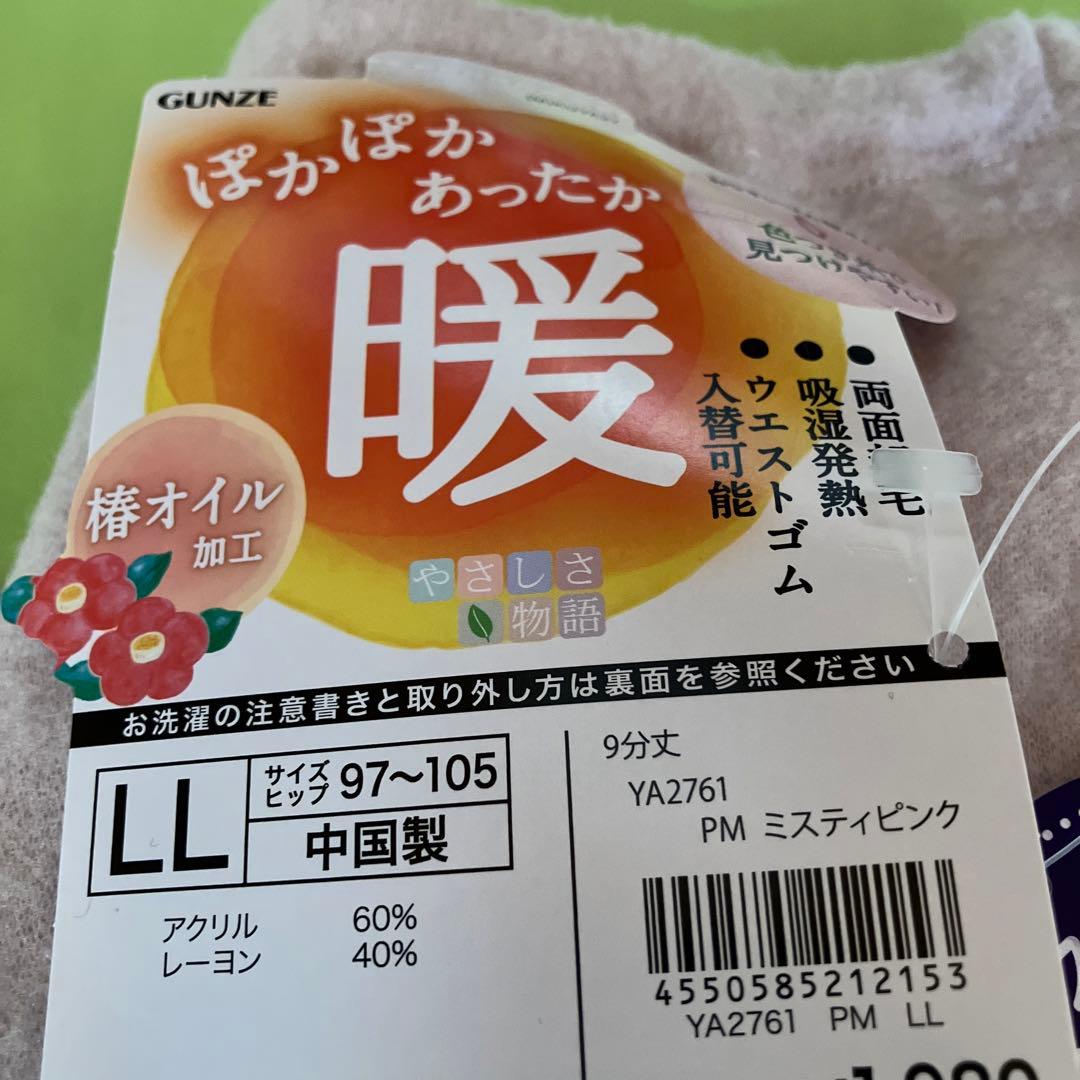 GUNZE
ぽかぽか
あったか
暖
見つけ
両面
吸湿発熱
ウエストゴム
入替可能
椿オイル
加工
やさしさ
物語
お洗濯の注意書きと取り外し方は裏面を参照ください
LL
サイズ
ヒップ 97～105
中国製
アクリル 60%
レーヨン 40%
9分丈
YA2761
PM ミスティピンク
4550585212153
YA2761 PM LL